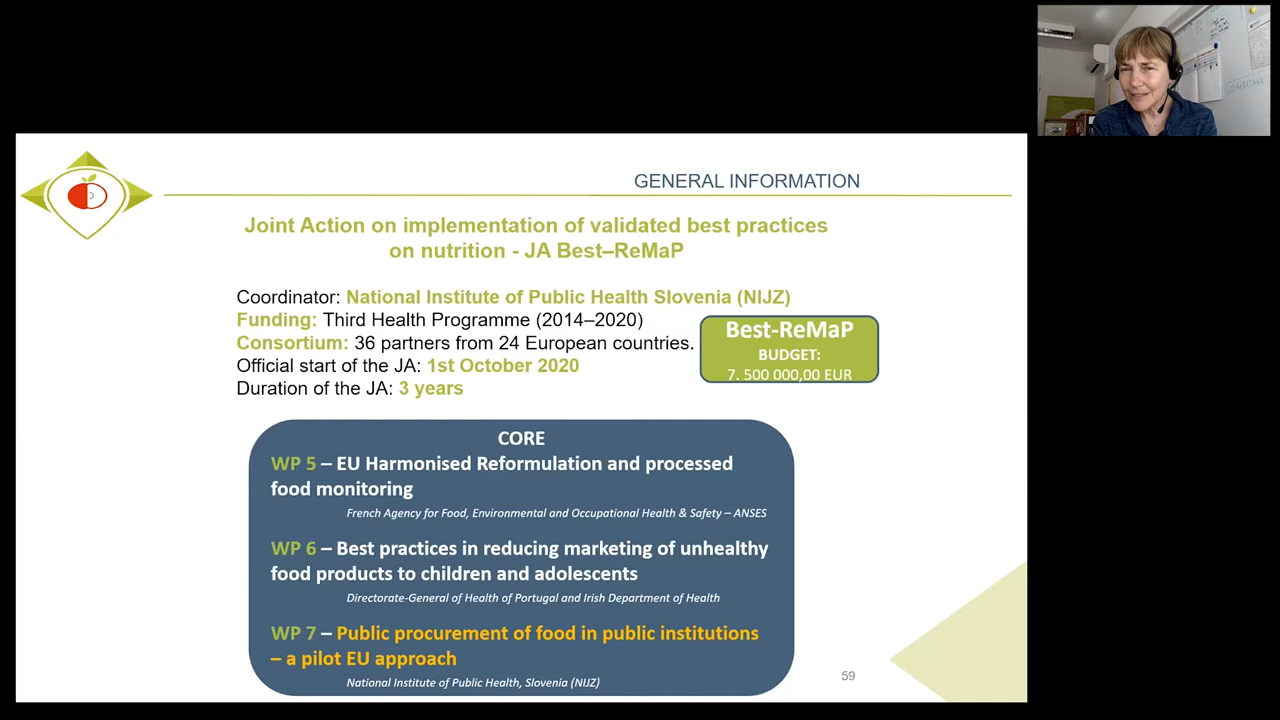 GENERAL INFORMATION
Joint Action on implementation of validated best practices
on nutrition - JA Best–ReMaP
Coordinator: National Institute of Public Health Slovenia (NIJZ)
Funding: Third Health Programme (2014–2020)
Consortium: 36 partners from 24 European countries.
Official start of the JA: 1st October 2020
Duration of the JA: 3 years
Best-ReMaP
BUDGET:
7. 500 000,00 EUR
CORE
WP 5 – EU Harmonised Reformulation and processed
food monitoring
French Agency for Food, Environmental and Occupational Health & Safety – ANSES
WP 6 – Best practices in reducing marketing of unhealthy
food products to children and adolescents
Directorate-General of Health of Portugal and Irish Department of Health
WP 7 – Public procurement of food in public institutions
– a pilot EU approach
National Institute of Public Health, Slovenia (NIJZ)
59